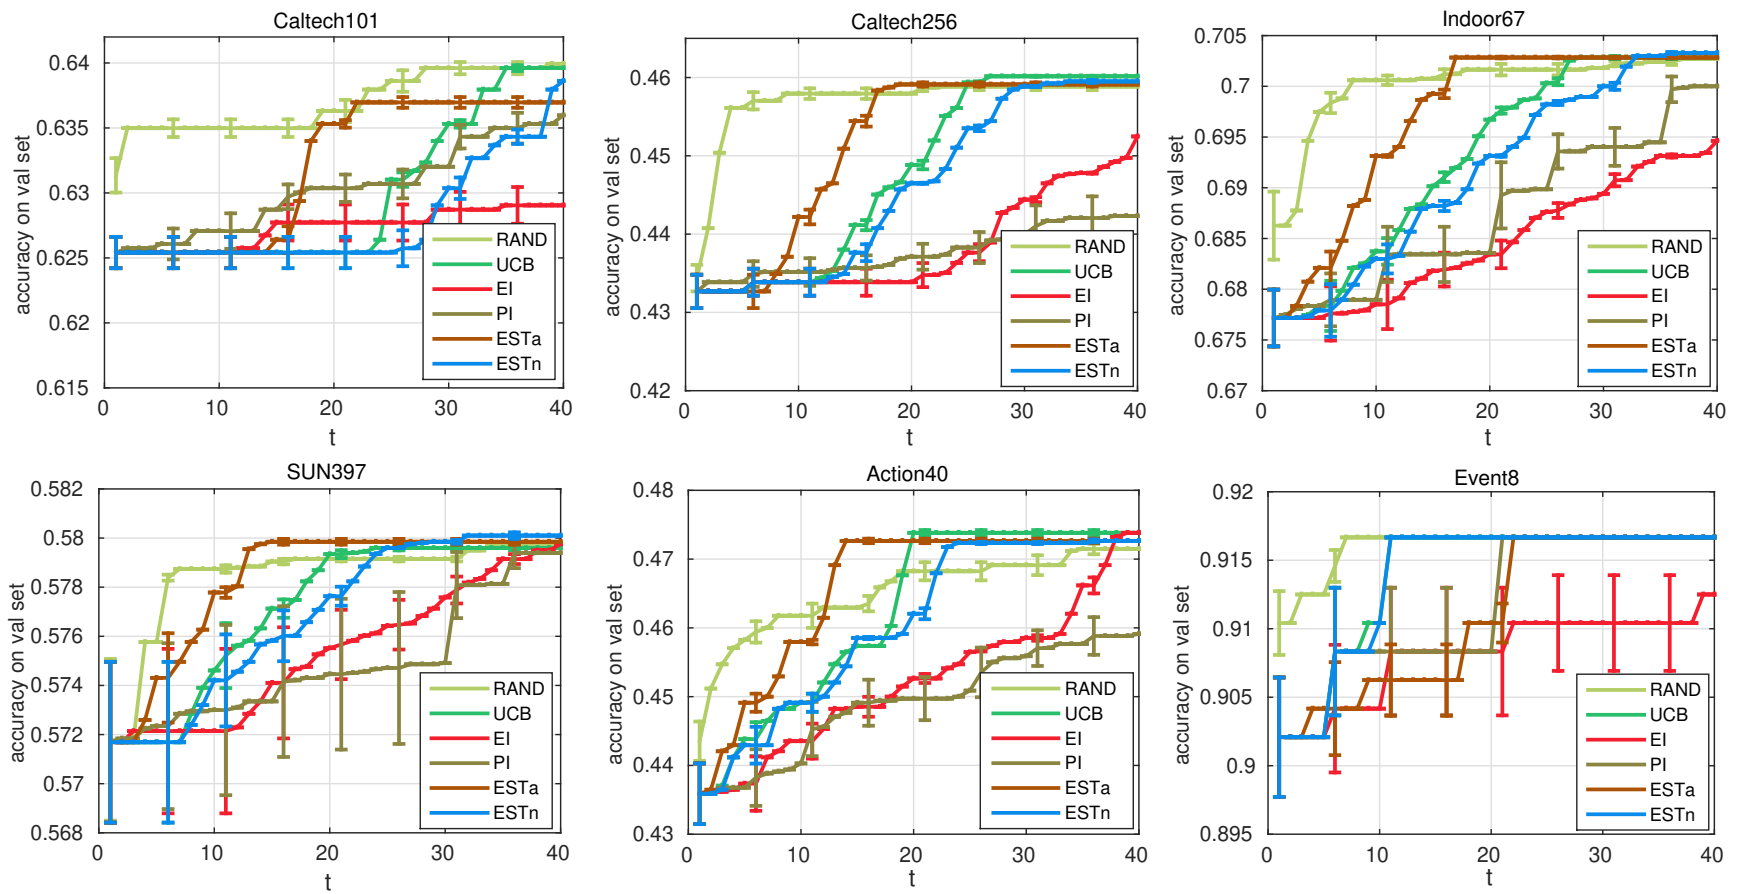 Caltech101
0.64
0.635
0.63
0.625
0.62
0.615
accuracy on val set
0 10 20 30 40
t
RAND
UCB
EI
PI
ESTa
ESTn
Caltech256
0.46
0.45
0.44
0.43
0.42
accuracy on val set
0 10 20 30 40
t
RAND
UCB
EI
PI
ESTa
ESTn
Indoor67
0.705
0.7
0.695
0.69
0.685
0.68
0.675
0.67
accuracy on val set
0 10 20 30 40
t
RAND
UCB
EI
PI
ESTa
ESTn
SUN397
0.582
0.58
0.578
0.576
0.574
0.572
0.57
0.568
accuracy on val set
0 10 20 30 40
t
RAND
UCB
EI
PI
ESTa
ESTn
Action40
0.48
0.47
0.46
0.45
0.44
0.43
accuracy on val set
0 10 20 30 40
t
RAND
UCB
EI
PI
ESTa
ESTn
Event8
0.92
0.915
0.91
0.905
0.9
0.895
accuracy on val set
0 10 20 30 40
t
RAND
UCB
EI
PI
ESTa
ESTn